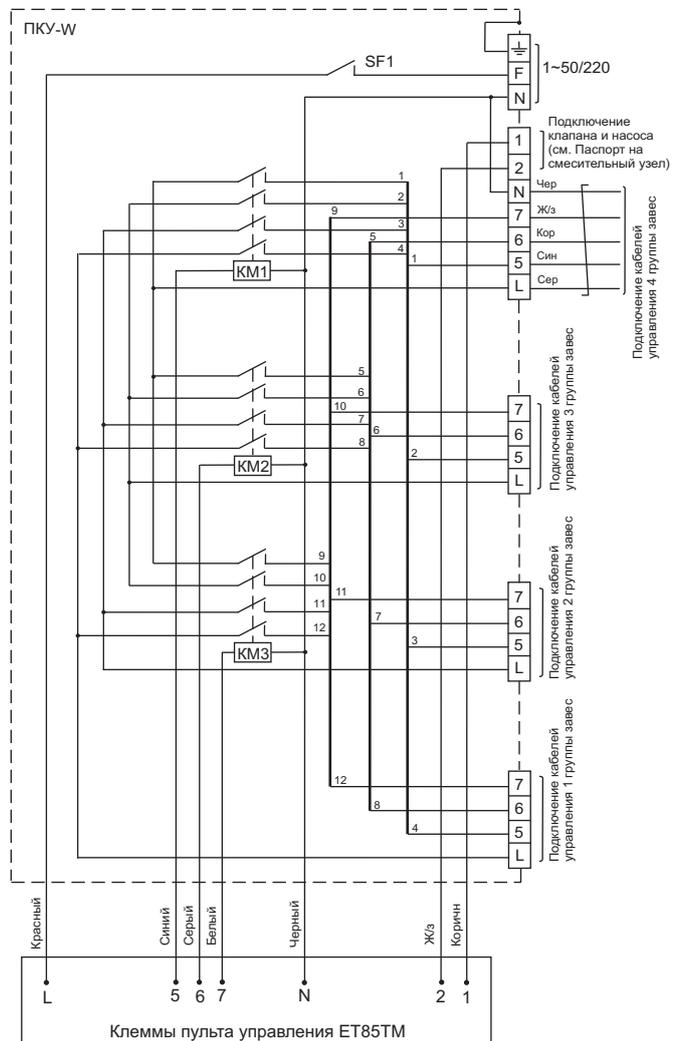 ПКУ-W
SF1
F
N
1~50/220
1
2
Подключение
клапана и насоса
(см. Паспорт на
смесительный узел)
N
7
6
5
L
Чер
Ж/з
Кор
Син
Сер
Подключение кабелей
управления 4 группы завес
1
2
9
3
5
4
1
КМ1
5
6
10
7
6
8
2
КМ2
7
6
5
L
Подключение кабелей
управления 3 группы завес
9
10
11
11
7
12
3
КМ3
7
6
5
L
Подключение кабелей
управления 2 группы завес
12
8
4
7
6
5
L
Подключение кабелей
управления 1 группы завес
Красный
Синий
Серый
Белый
Черный
Ж/з
Коричн
L
5
6
7
N
2
1
Клеммы пульта управления ET85TM